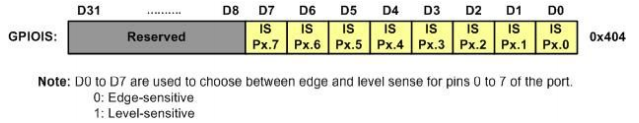 D31 ......... D8 D7 D6 D5 D4 D3 D2 D1 D0
GPIOIS: Reserved IS Px.7 IS Px.6 IS Px.5 IS Px.4 IS Px.3 IS Px.2 IS Px.1 IS Px.0 0x404
Note: D0 to D7 are used to choose between edge and level sense for pins 0 to 7 of the port.
0: Edge-sensitive
1: Level-sensitive